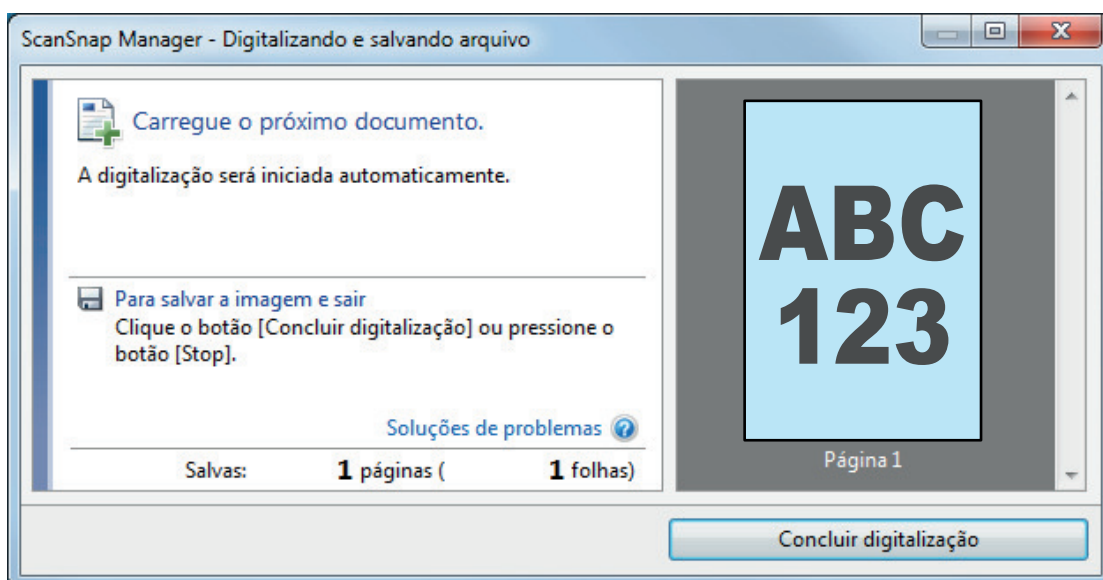 ScanSnap Manager - Digitalizando e salvando arquivo
Carregue o próximo documento.
A digitalização será iniciada automaticamente.
Para salvar a imagem e sair
Clique o botão [Concluir digitalização] ou pressione o
botão [Stop].
Soluções de problemas
Salvas: 1 páginas ( 1 folhas)
ABC
123
Página 1
Concluir digitalização